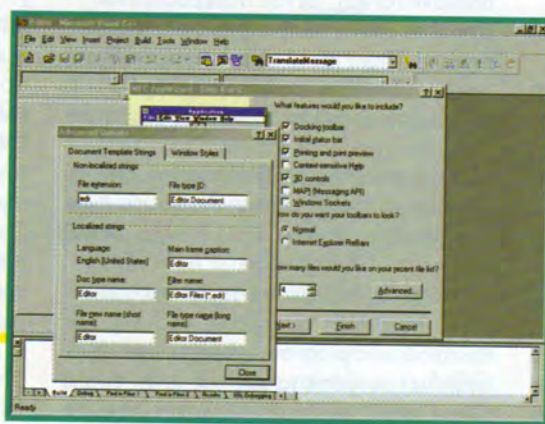 Editor - Microsoft Visual C++
File Edit View Insert Project Build Tools Window Help
TranslateMessage
MFC AppWizard - Step 4 of 6
Application
File Edit View Window Help
What features would you like to include?
Docking toolbar
Initial status bar
Printing and print preview
Context-sensitive Help
3D controls
MAPI (Messaging API)
Windows Sockets
How do you want your toolbars to look?
Normal
Internet Explorer ReBars
How many files would you like on your recent file list?
4
Advanced...
Next >
Finish
Cancel
Advanced Options
Document Template Strings
Window Styles
Non-localized strings
File extension:
File type ID:
edi
Editor.Document
Localized strings
Language:
Main frame caption:
English [United States]
Editor
Doc type name:
Filter name:
Editor
Editor Files (*.edi)
File new name (short name):
File type name (long name):
Editor
Editor Document
Close
Build
Debug
Find in Files 1
Find in Files 2
Results
SQL Debugging
Ready